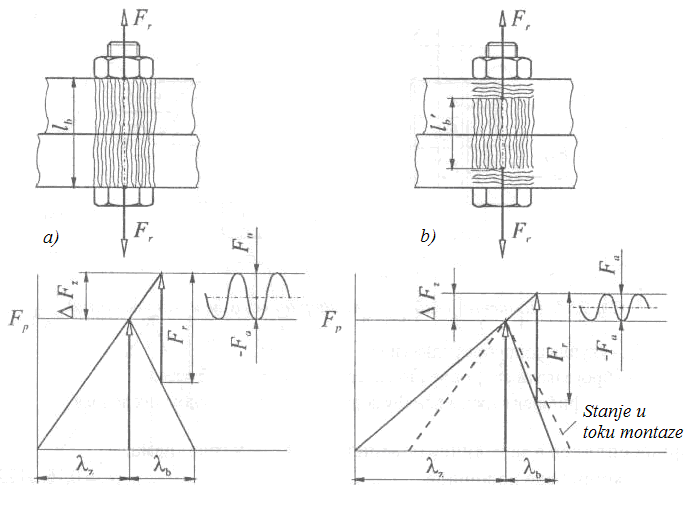 F_r
F_r
l_b
l_b'
a)
F_r
b)
F_r
ΔF_z
F_a
-F_a
F_r
F_p
λ_z
λ_b
ΔF_z
F_a
-F_a
F_r
F_p
Stanje u
toku montaze
λ_z
λ_b